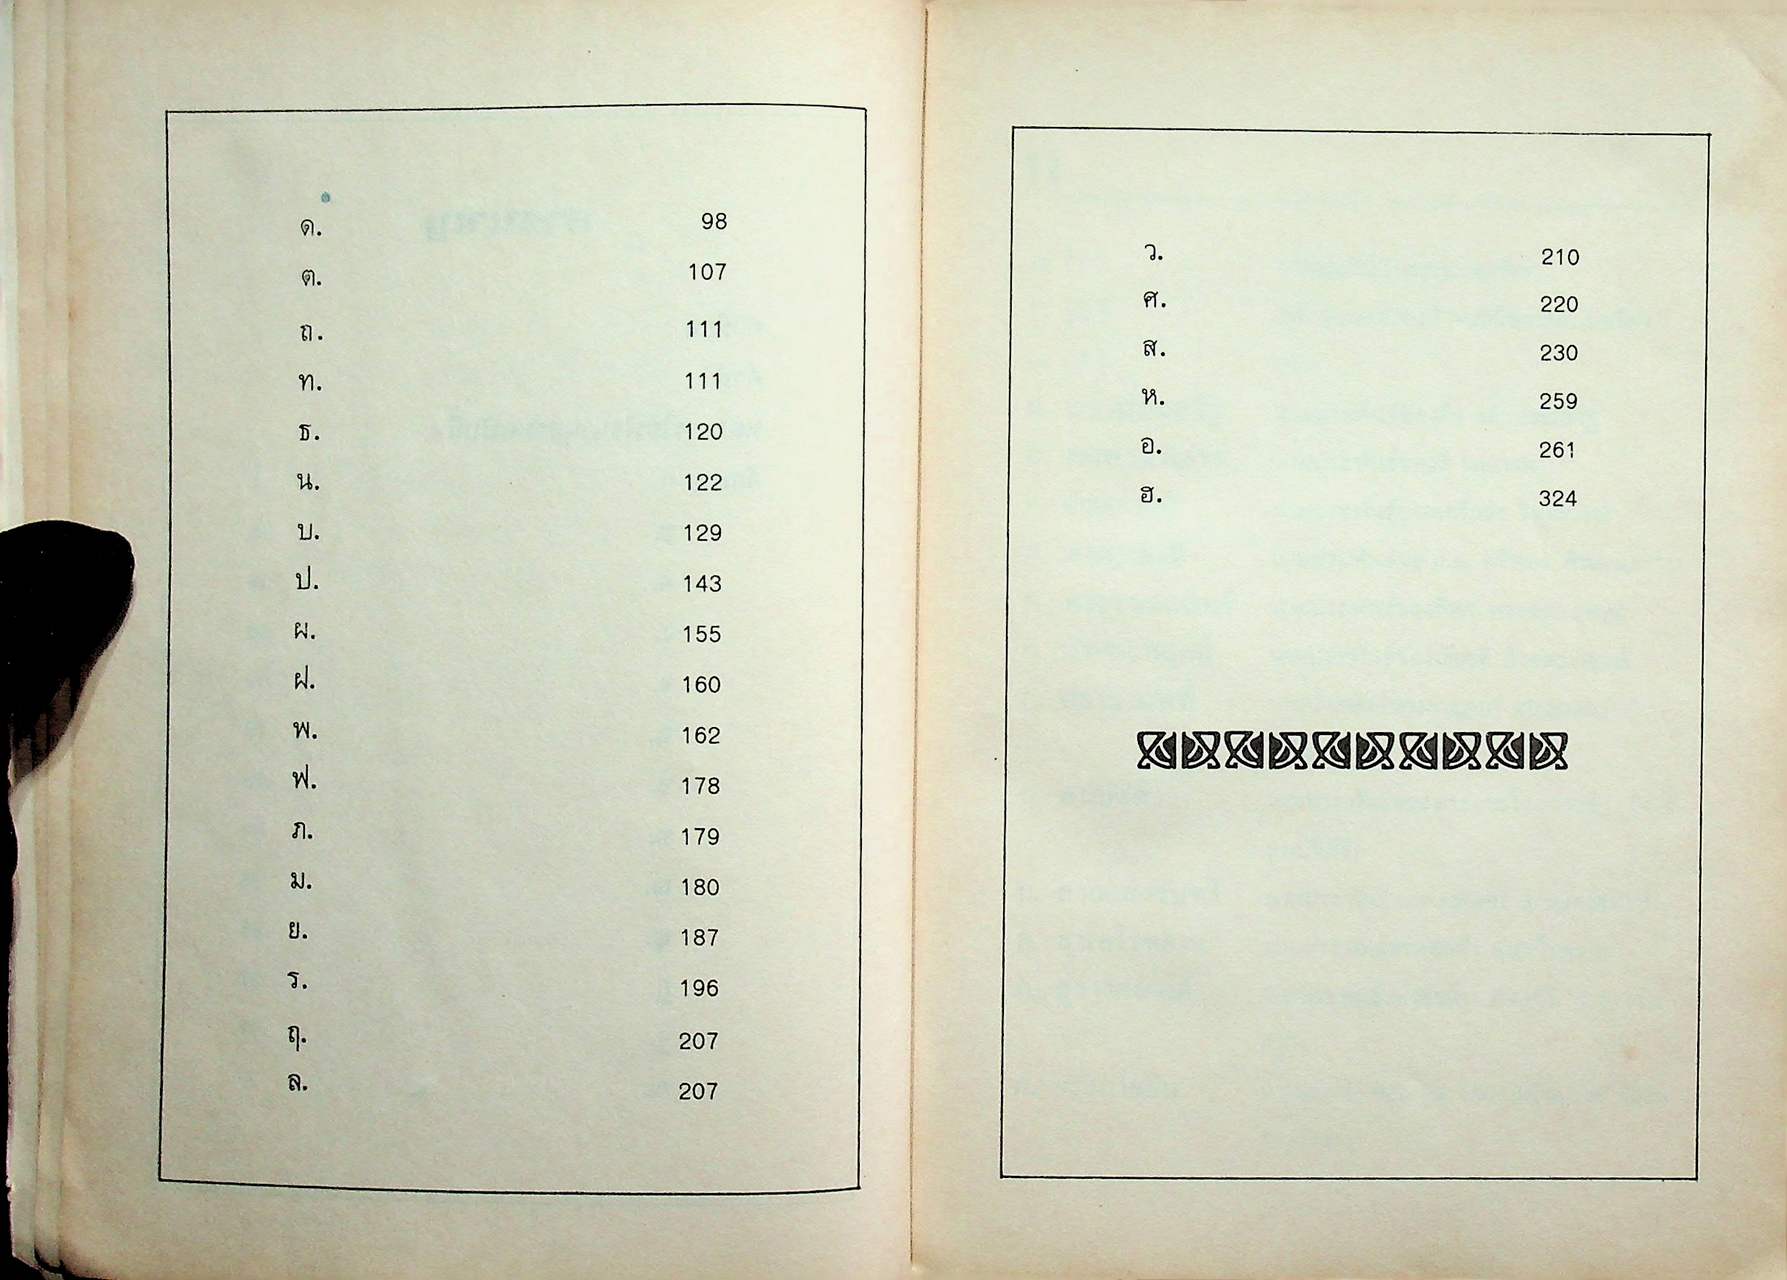 ด. 98
ต. 107
ถ. 111
ท. 111
ธ. 120
น. 122
บ. 129
ป. 143
ผ. 155
ฝ. 160
พ. 162
ฟ. 178
ภ. 179
ม. 180
ย. 187
ร. 196
ฤ. 207
ล. 207
ว. 210
ศ. 220
ส. 230
ห. 259
อ. 261
ฮ. 324